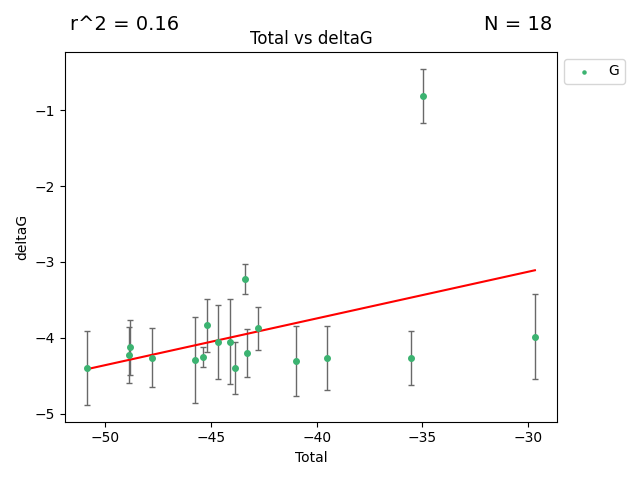 r^2 = 0.16
N = 18
Total vs deltaG
G
−1
−2
−3
−4
−5
deltaG
−50
−45
−40
−35
−30
Total